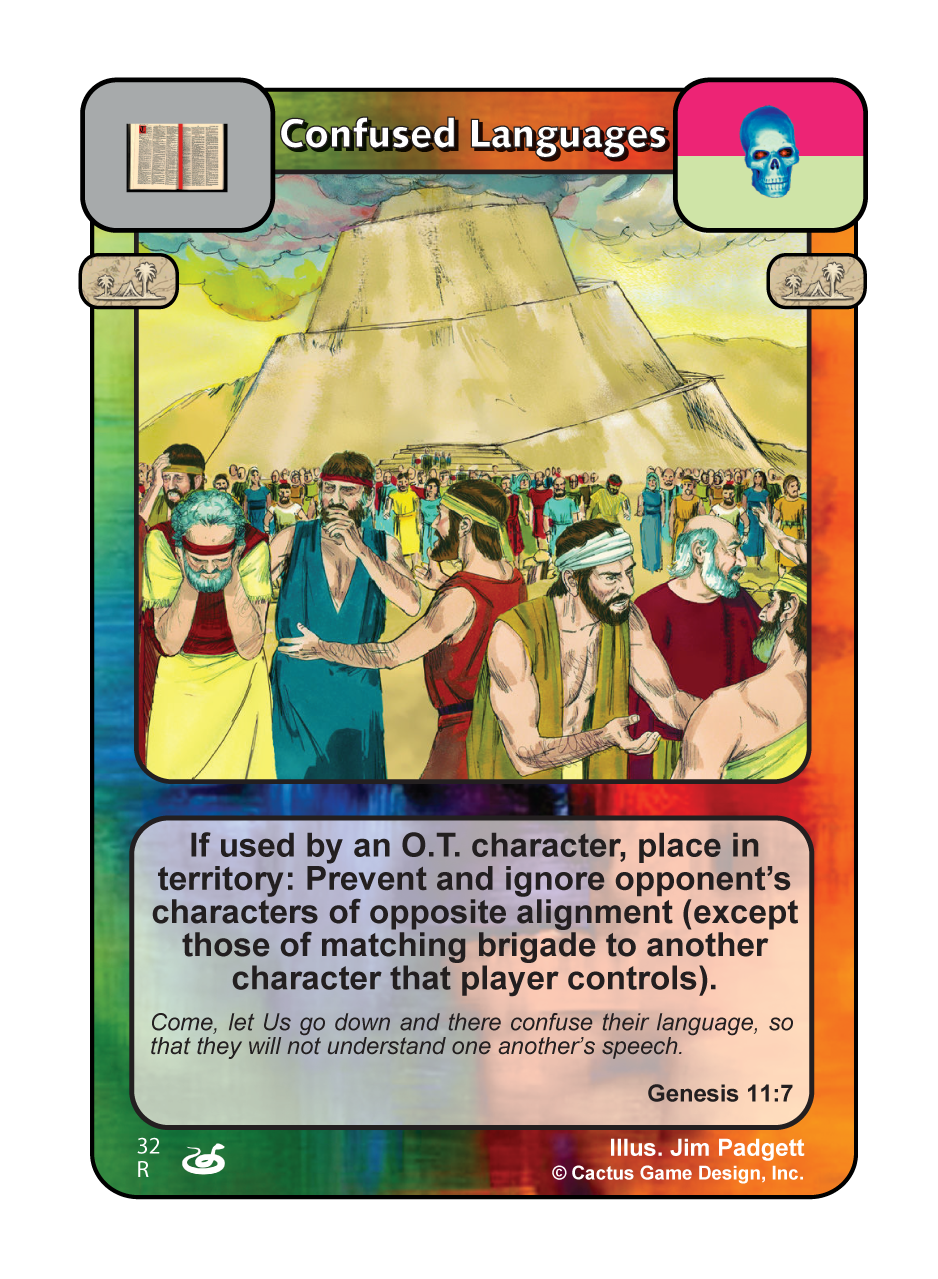 Confused Languages
If used by an O.T. character, place in
territory: Prevent and ignore opponent's
characters of opposite alignment (except
those of matching brigade to another
character that player controls).
Come, let Us go down and there confuse their language, so
that they will not understand one another's speech.
Genesis 11:7
32
R
Illus. Jim Padgett
© Cactus Game Design, Inc.